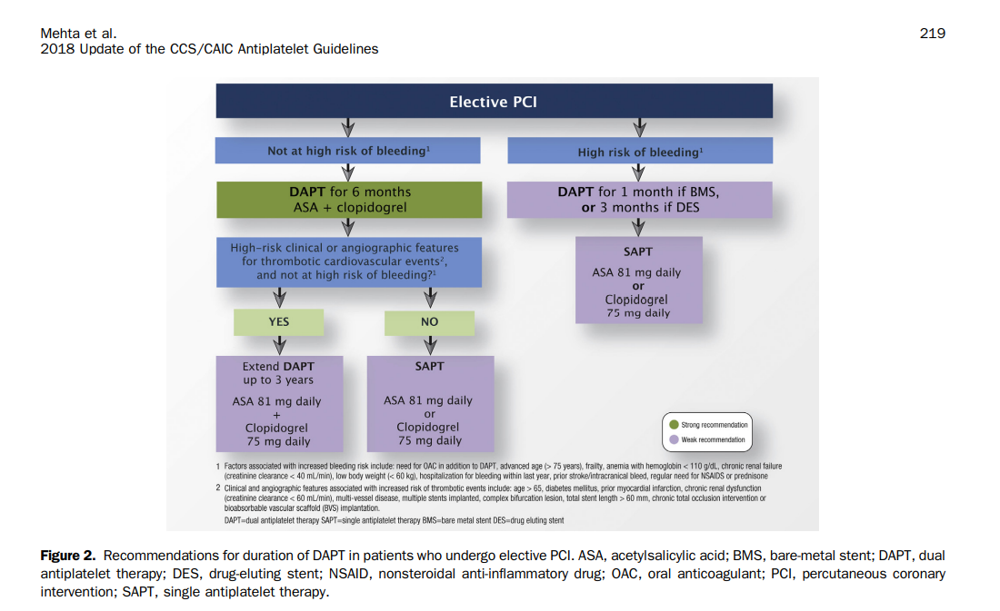 Mehta et al.
2018 Update of the CCS/CAIC Antiplatelet Guidelines
219
Elective PCI
Not at high risk of bleeding¹
High risk of bleeding¹
DAPT for 6 months
ASA + clopidogrel
DAPT for 1 month if BMS,
or 3 months if DES
High-risk clinical or angiographic features
for thrombotic cardiovascular events²,
and not at high risk of bleeding?¹
SAPT
ASA 81 mg daily
or
Clopidogrel
75 mg daily
YES
NO
Extend DAPT
up to 3 years
ASA 81 mg daily
+
Clopidogrel
75 mg daily
SAPT
ASA 81 mg daily
or
Clopidogrel
75 mg daily
Strong recommendation
Weak recommendation
1 Factors associated with increased bleeding risk include: need for OAC in addition to DAPT, advanced age (> 75 years), frailty, anemia with hemoglobin < 110 g/dL, chronic renal failure
(creatinine clearance < 40 mL/min), low body weight (< 60 kg), hospitalization for bleeding within last year, prior stroke/intracranical bleed, regular need for NSAIDS or prednisone
2 Clinical and angiographic features associated with increased risk of thrombotic events include: age > 65, diabetes mellitus, prior myocardial infarction, chronic renal dysfunction
(creatinine clearance < 60 mL/min), multi-vessel disease, multiple stents implanted, complex bifurcation lesion, total stent length > 60 mm, chronic total occlusion intervention or
bioabsorbable vascular scaffold (BVS) implantation.
DAPT=dual antiplatelet therapy SAPT=single antiplatelet therapy BMS=bare metal stent DES=drug eluting stent
Figure 2. Recommendations for duration of DAPT in patients who undergo elective PCI. ASA, acetylsalicylic acid; BMS, bare-metal stent; DAPT, dual
antiplatelet therapy; DES, drug-eluting stent; NSAID, nonsteroidal anti-inflammatory drug; OAC, oral anticoagulant; PCI, percutaneous coronary
intervention; SAPT, single antiplatelet therapy.